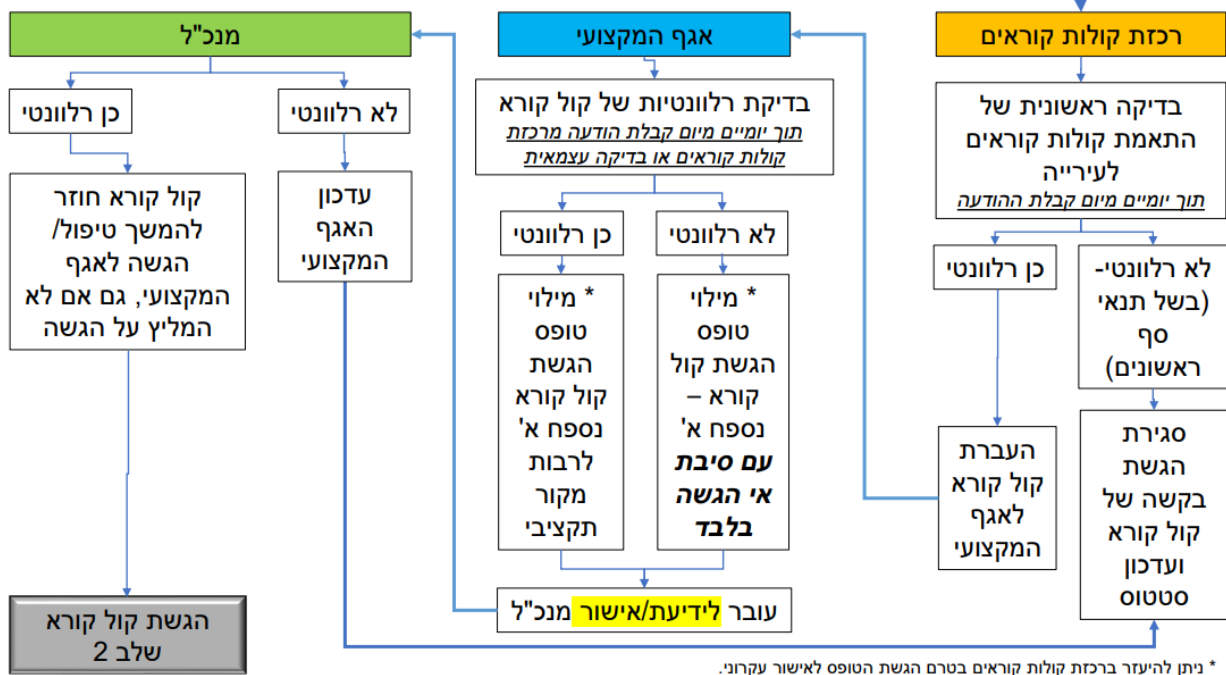 רכזת קולות קוראים
בדיקה ראשונית של
התאמת קולות קוראים
לעירייה
תוך יומיים מיום קבלת ההודעה
לא רלוונטי-
(בשל תנאי
סף
ראשונים)
כן רלוונטי
סגירת
הגשת
בקשה של
קול קורא
ועדכון
סטטוס
העברת
קול קורא
לאגף
המקצועי
אגף המקצועי
בדיקת רלוונטיות של קול קורא
תוך יומיים מיום קבלת הודעה מרכזת
קולות קוראים או בדיקה עצמאית
לא רלוונטי
כן רלוונטי
* מילוי
טופס
הגשת קול
קורא –
נספח א'
עם סיבת
אי הגשה
בלבד
* מילוי
טופס
הגשת
קול קורא
נספח א'
לרבות
מקור
תקציבי
עובר לידיעת/אישור מנכ"ל
מנכ"ל
לא רלוונטי
כן רלוונטי
עדכון
האגף
המקצועי
קול קורא חוזר
להמשך טיפול/
הגשה לאגף
המקצועי, גם אם לא
המליץ על הגשה
הגשת קול קורא
שלב 2
* ניתן להיעזר ברכזת קולות קוראים בטרם הגשת הטופס לאישור עקרוני.